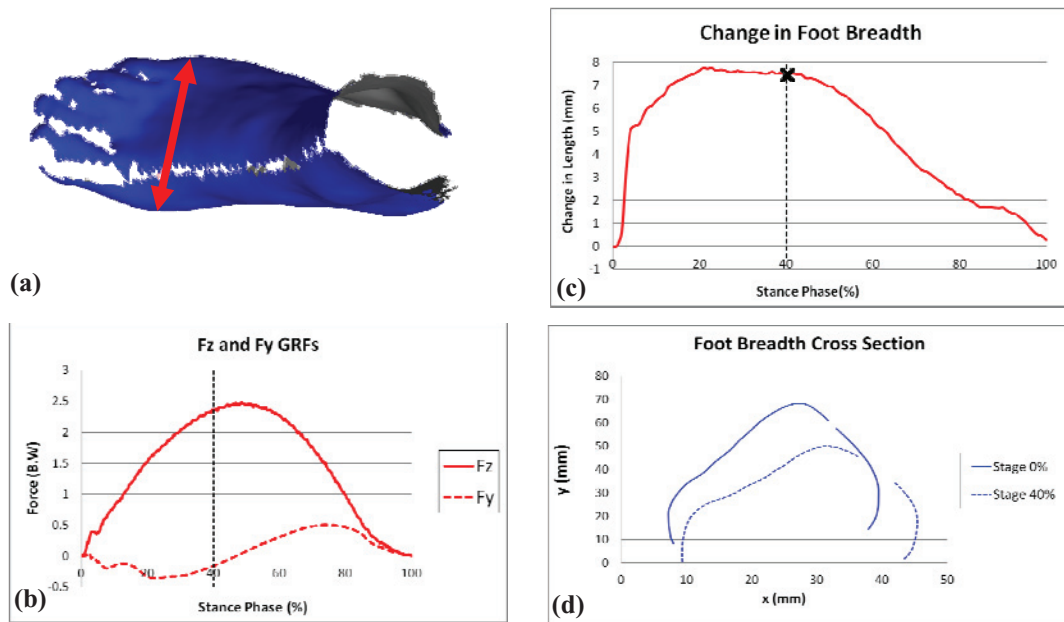 (a)
Change in Foot Breadth
Change in Length (mm)
8
7
6
5
4
3
2
1
0
-1
0 20 40 60 80 100
Stance Phase(%)
(c)
Fz and Fy GRFs
Force (B.W)
3
2.5
2
1.5
1
0.5
0
-0.5
0 20 40 60 80 100
Stance Phase (%)
Fz
Fy
(b)
Foot Breadth Cross Section
y (mm)
80
70
60
50
40
30
20
10
0
0 10 20 30 40 50
x (mm)
Stage 0%
Stage 40%
(d)